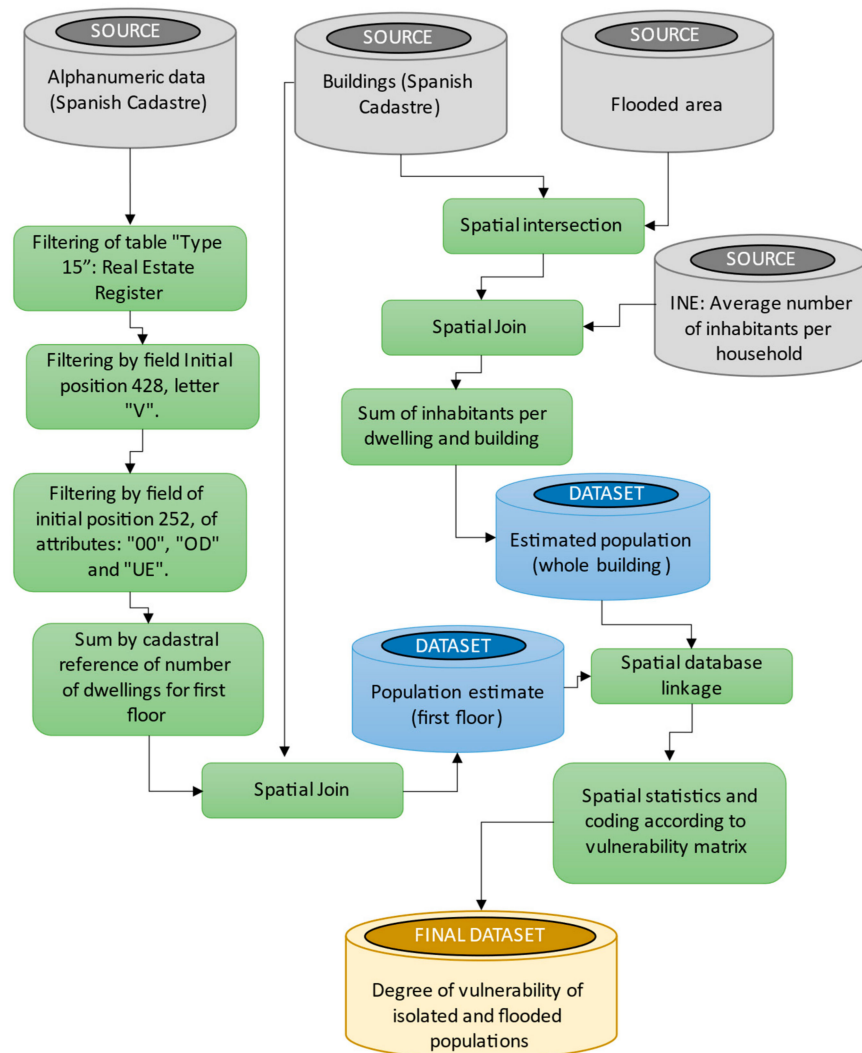 SOURCE
Alphanumeric data
(Spanish Cadastre)
SOURCE
Buildings (Spanish
Cadastre)
SOURCE
Flooded area
Filtering of table "Type
15”: Real Estate
Register
Spatial intersection
SOURCE
INE: Average number
of inhabitants per
household
Spatial Join
Filtering by field Initial
position 428, letter
"V".
Sum of inhabitants per
dwelling and building
Filtering by field of
initial position 252, of
attributes: "00", "OD"
and "UE".
DATASET
Estimated population
(whole building)
Sum by cadastral
reference of number
of dwellings for first
floor
DATASET
Population estimate
(first floor)
Spatial database
linkage
Spatial Join
Spatial statistics and
coding according to
vulnerability matrix
FINAL DATASET
Degree of vulnerability of
isolated and flooded
populations